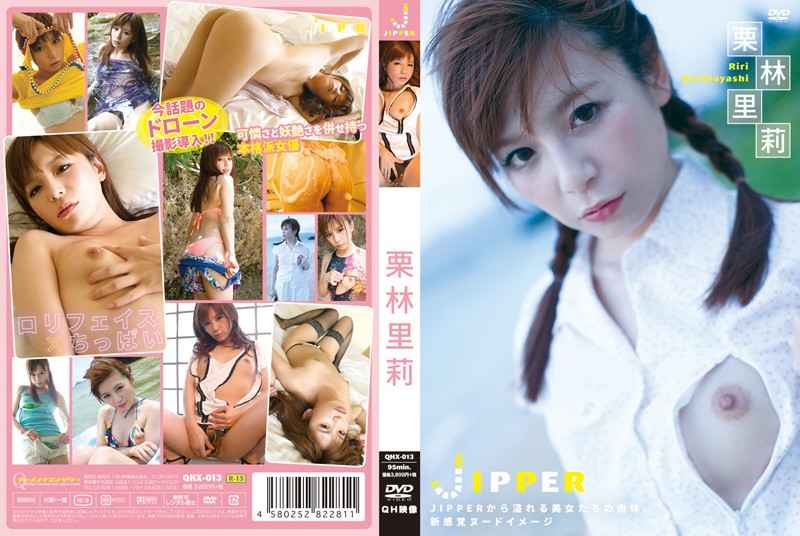 今話題の
ドローン
撮影導入!!
可憐さと妖艶さを併せ持つ
本格派女優
ロリフェイス
×ちっぱい
QHX-013
4 580252 822811
JIPPER
栗林里莉
QHX-013
95min.
DVD
VIDEO
QH映像
DVD
栗林里莉
Riri
JIPPER
JIPPERから溢れる美女たちの肉体
新感覚ヌードイメージ